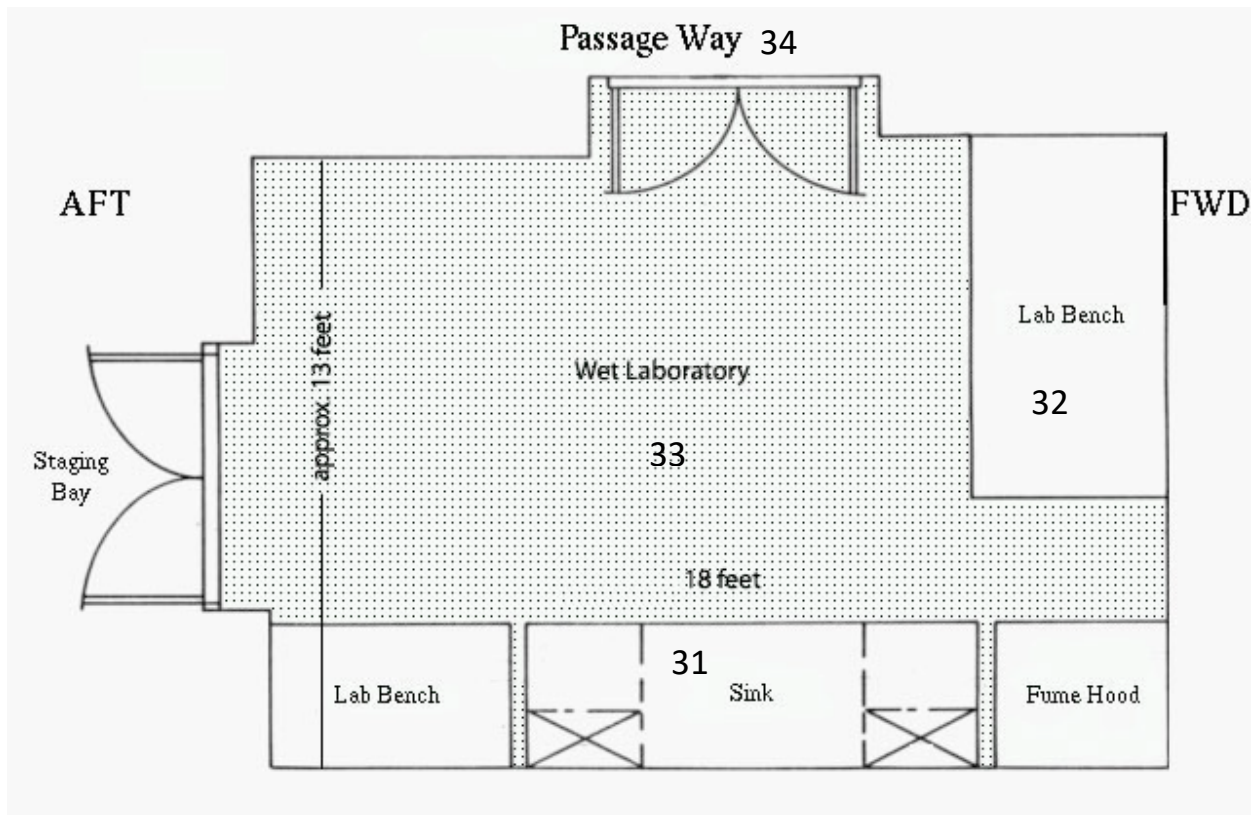 Passage Way 34
AFT
FWD
Lab Bench
approx 13 feet
Wet Laboratory
32
33
Staging
Bay
18 feet
31
Lab Bench
Sink
Fume Hood